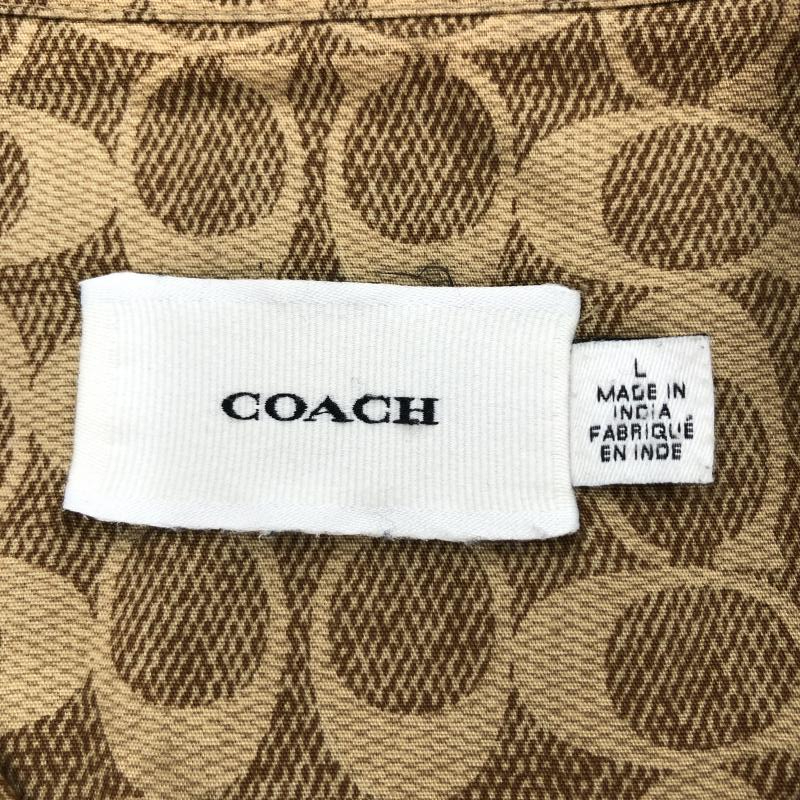 COACH
L
MADE IN
INDIA
FABRIQUÉ
EN INDE